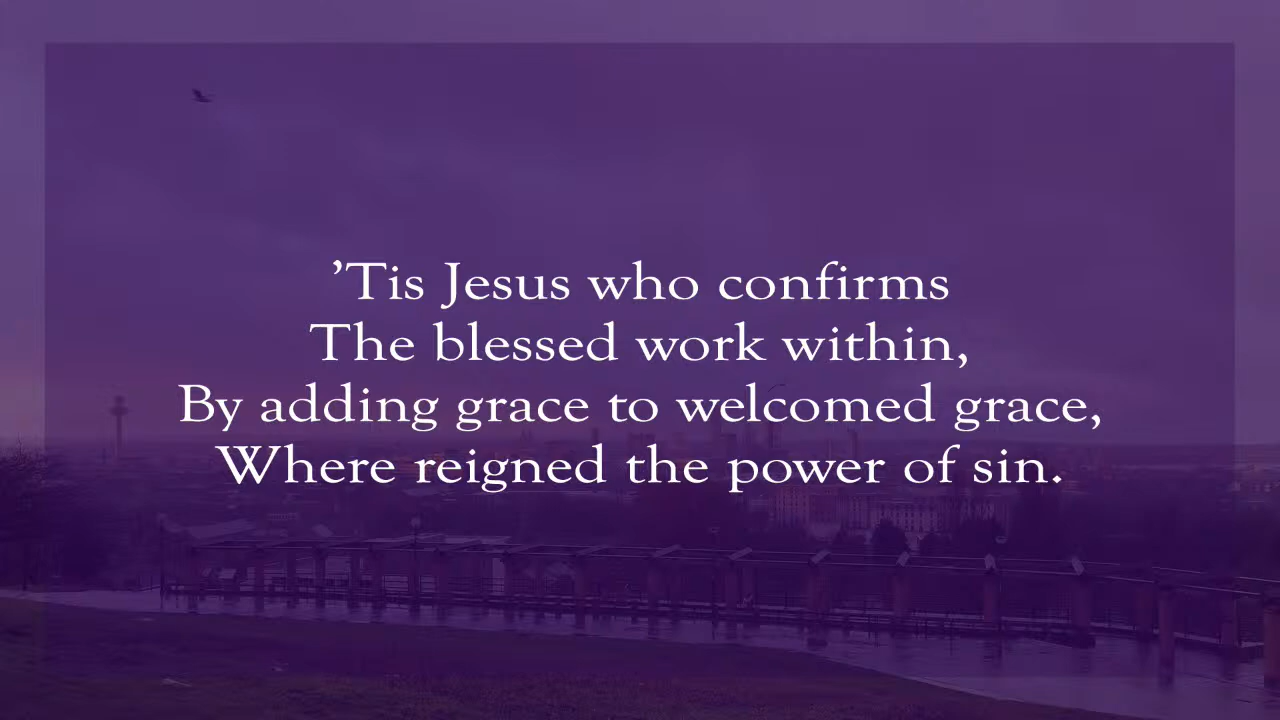 ’Tis Jesus who confirms
The blessed work within,
By adding grace to welcomed grace,
Where reigned the power of sin.